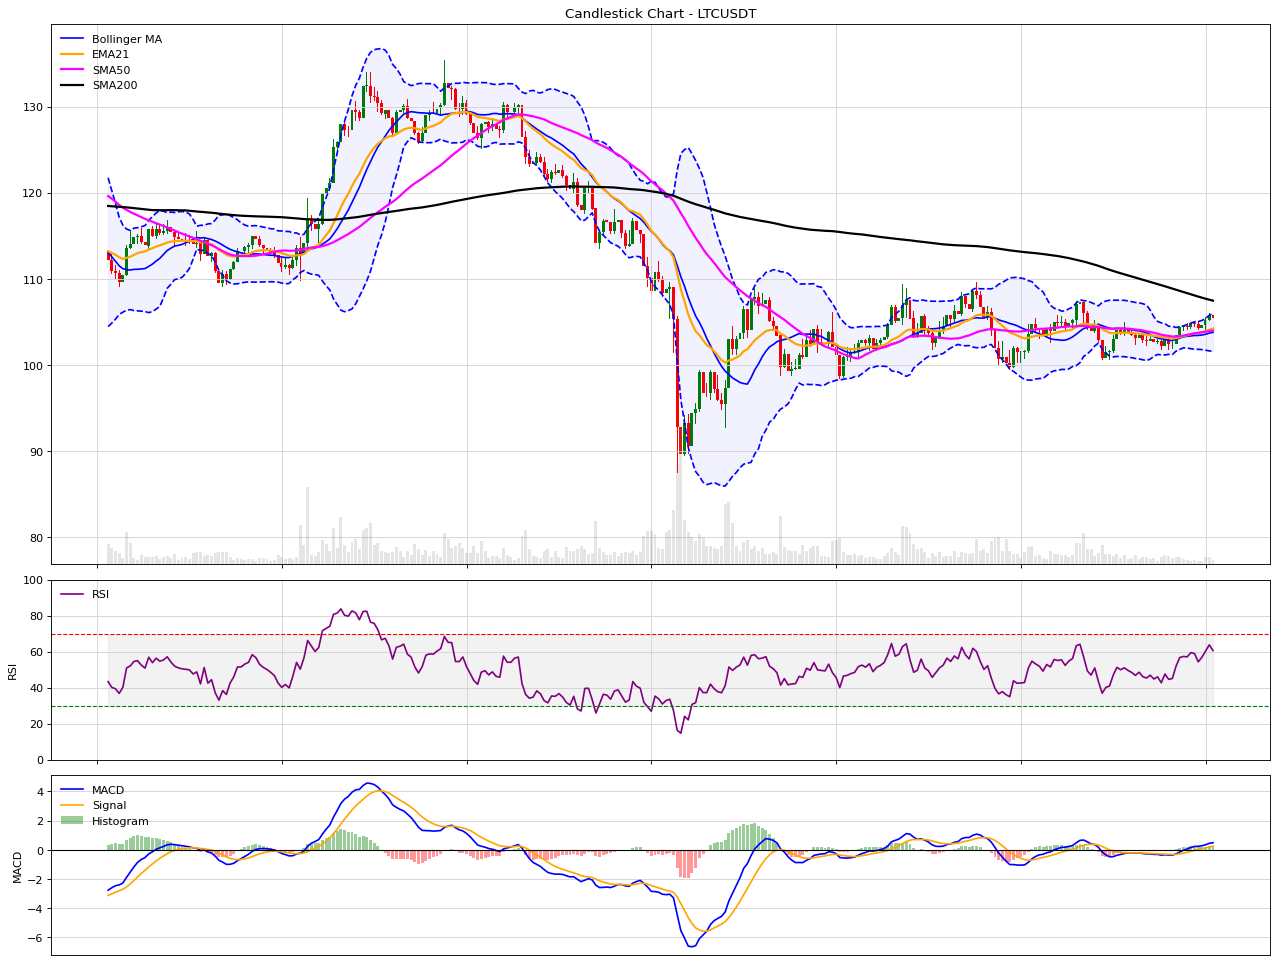 Candlestick Chart - LTCUSDT
Bollinger MA
EMA21
SMA50
SMA200
130
120
110
100
90
80
100
RSI
80
60
40
20
0
RSI
MACD
Signal
Histogram
4
2
0
−2
−4
−6
MACD